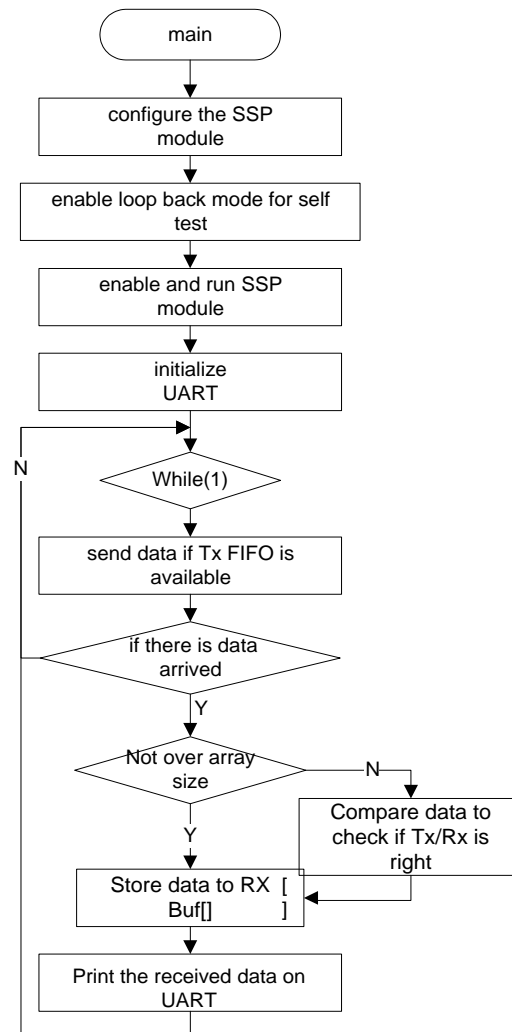 main
configure the SSP
module
enable loop back mode for self
test
enable and run SSP
module
initialize
UART
N
While(1)
send data if Tx FIFO is
available
if there is data
arrived
Y
Not over array
size
N
Compare data to
check if Tx/Rx is
right
Y
Store data to RX [
Buf[] ]
Print the received data on
UART